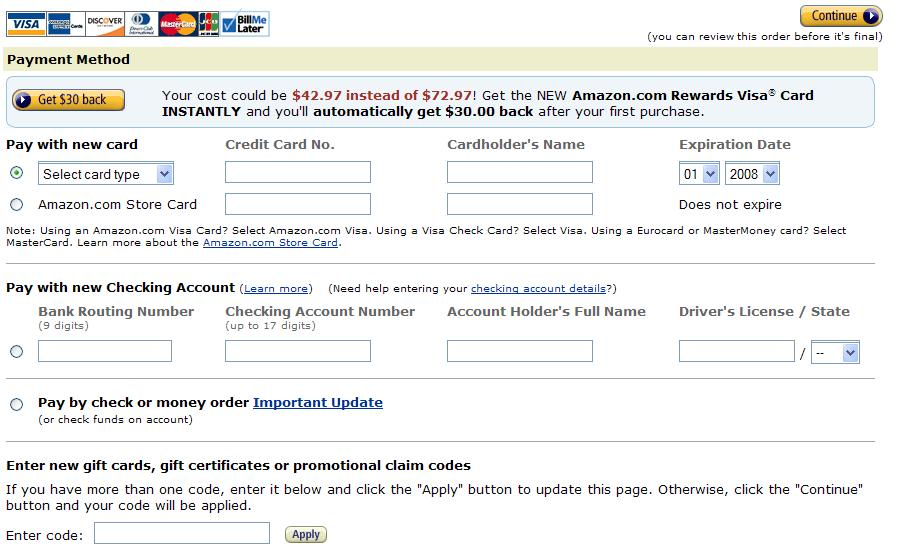 VISA AMERICAN EXPRESS Cards DISCOVER Diners Club International MasterCard JCB BillMe Later
Continue
(you can review this order before it's final)
Payment Method
Get $30 back
Your cost could be $42.97 instead of $72.97! Get the NEW Amazon.com Rewards Visa® Card
INSTANTLY and you'll automatically get $30.00 back after your first purchase.
Pay with new card Credit Card No. Cardholder's Name Expiration Date
Select card type 01 2008
Amazon.com Store Card Does not expire
Note: Using an Amazon.com Visa Card? Select Amazon.com Visa. Using a Visa Check Card? Select Visa. Using a Eurocard or MasterMoney card? Select
MasterCard. Learn more about the Amazon.com Store Card.
Pay with new Checking Account (Learn more) (Need help entering your checking account details?)
Bank Routing Number Checking Account Number Account Holder's Full Name Driver's License / State
(9 digits) (up to 17 digits)
/ --
Pay by check or money order Important Update
(or check funds on account)
Enter new gift cards, gift certificates or promotional claim codes
If you have more than one code, enter it below and click the "Apply" button to update this page. Otherwise, click the "Continue"
button and your code will be applied.
Enter code: Apply